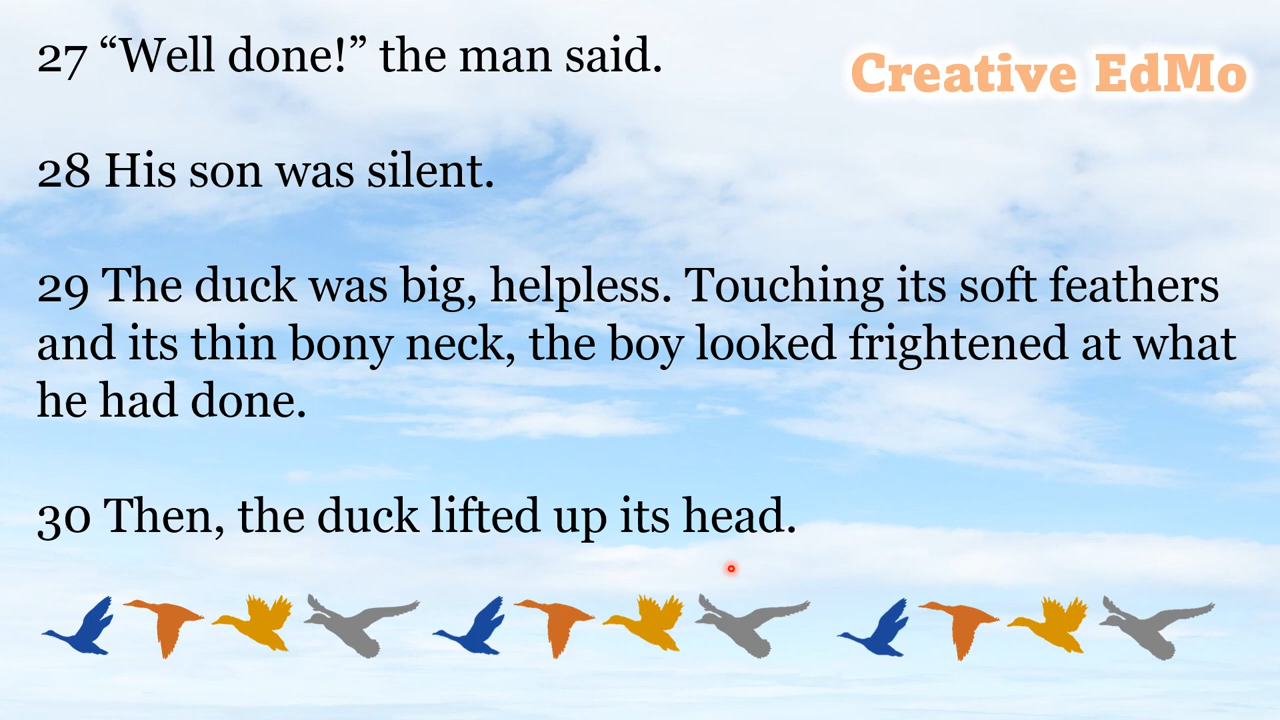 27 “Well done!” the man said.
Creative EdMo
28 His son was silent.
29 The duck was big, helpless. Touching its soft feathers
and its thin bony neck, the boy looked frightened at what
he had done.
30 Then, the duck lifted up its head.